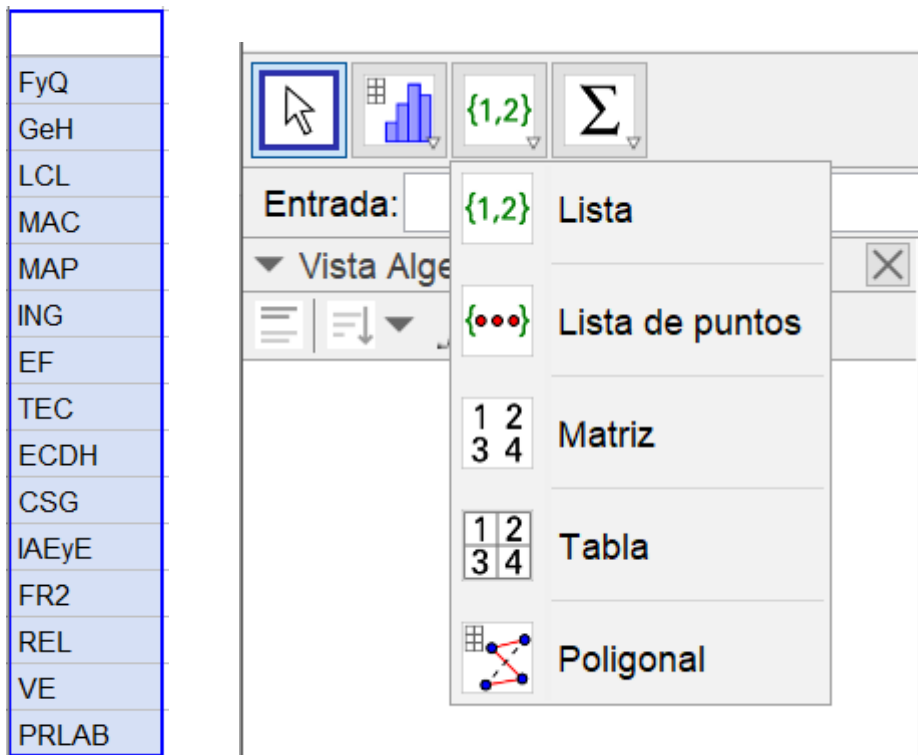 FyQ
GeH
LCL
MAC
MAP
ING
EF
TEC
ECDH
CSG
IAEyE
FR2
REL
VE
PRLAB
{1,2}
Σ
Entrada:
Vista Alge
{1,2} Lista
Lista de puntos
1 2
3 4
Matriz
1 2
3 4
Tabla
Poligonal